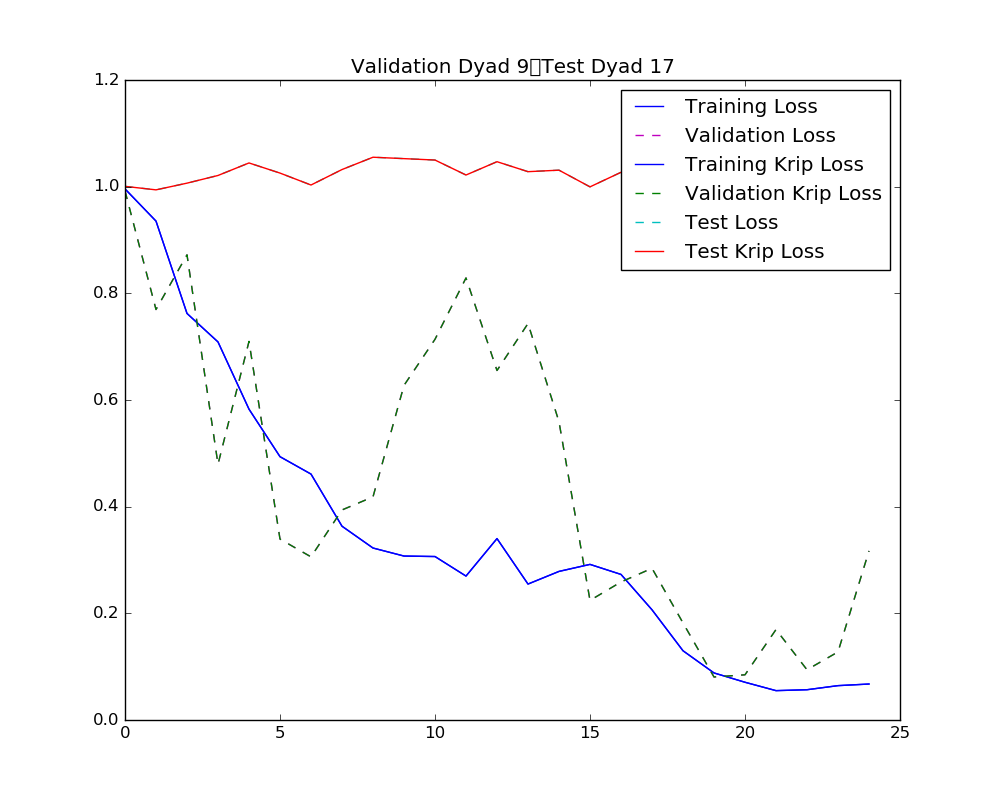 Validation Dyad 9▯Test Dyad 17
1.2
1.0
0.8
0.6
0.4
0.2
0.0
0 5 10 15 20 25
Training Loss
Validation Loss
Training Krip Loss
Validation Krip Loss
Test Loss
Test Krip Loss